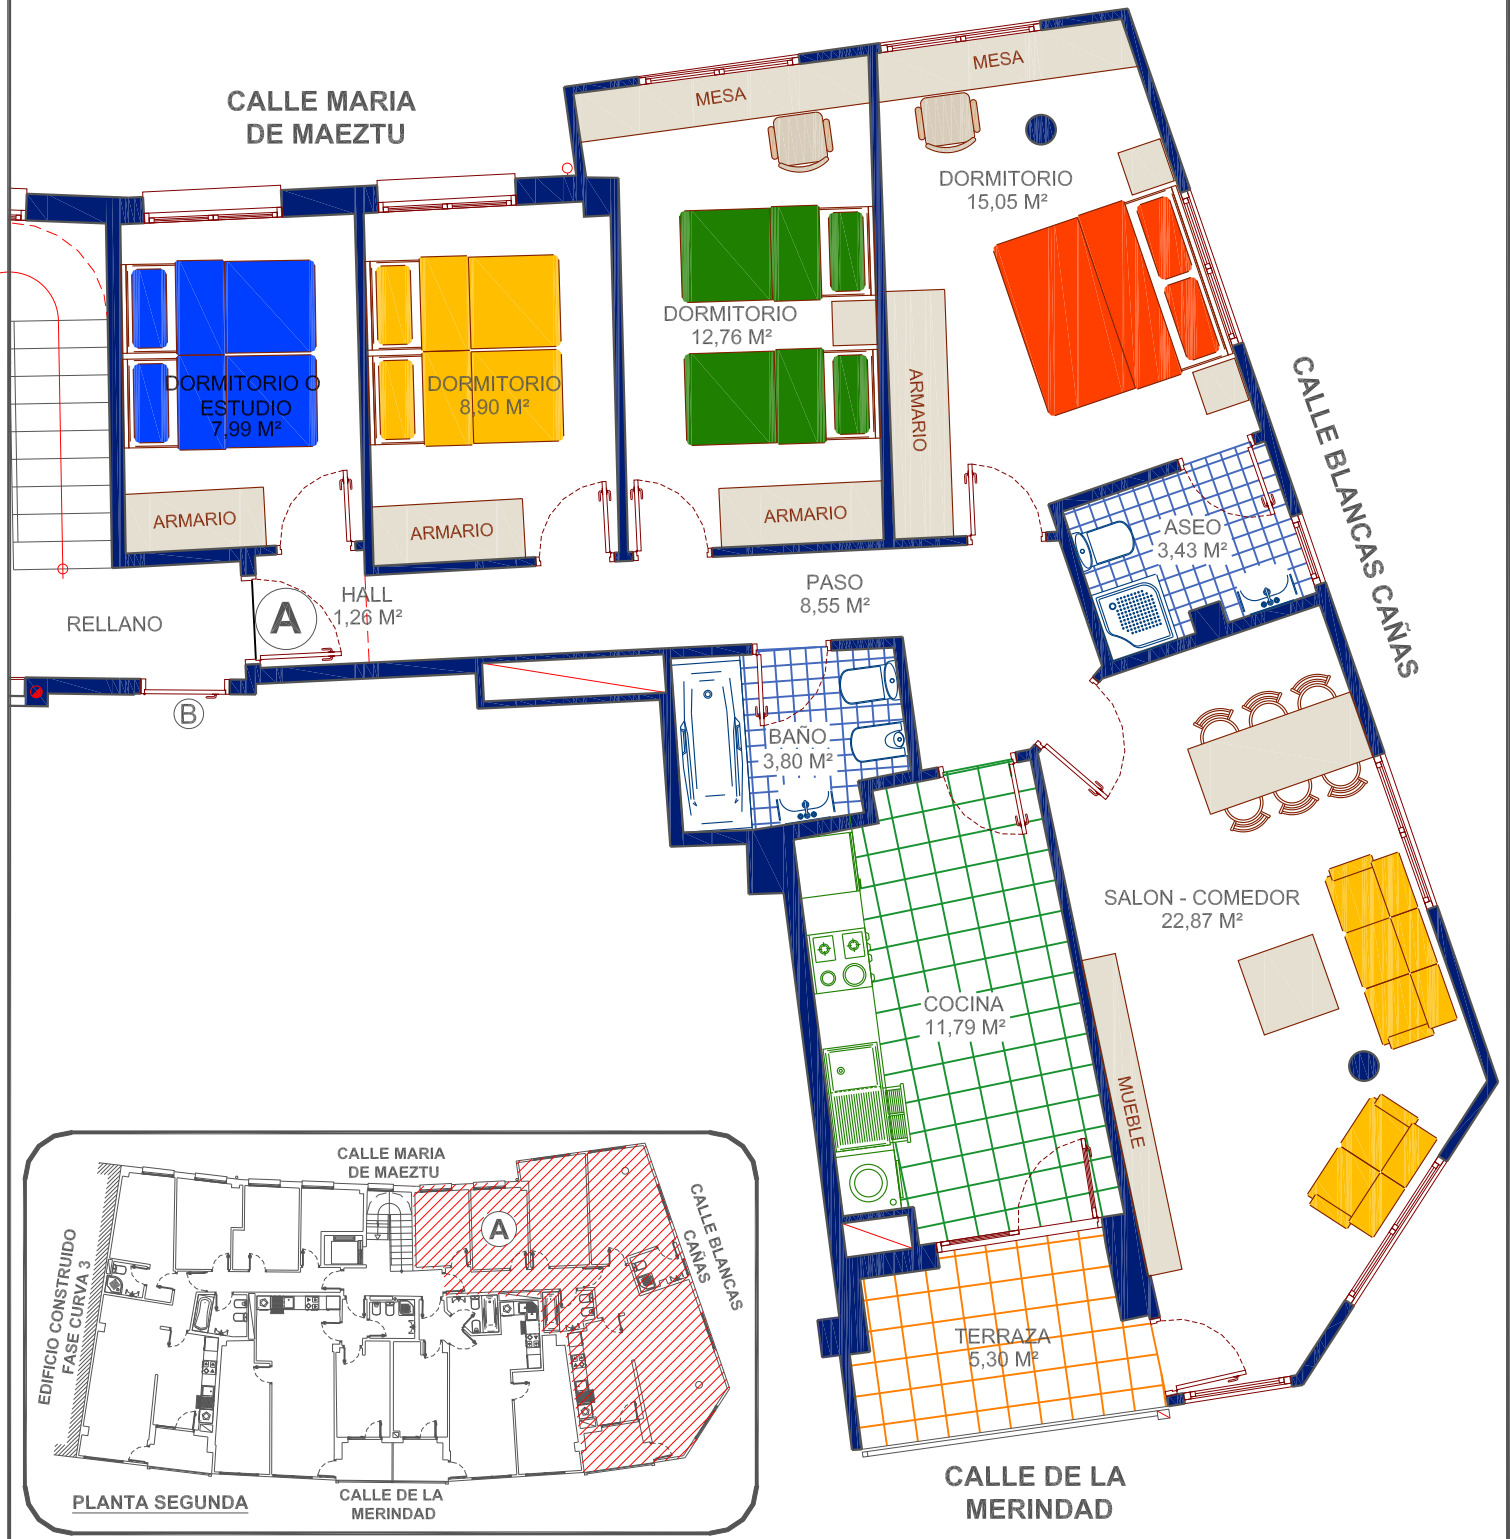 CALLE MARIA
DE MAEZTU
MESA
MESA
DORMITORIO
15,05 M²
DORMITORIO
12,76 M²
DORMITORIO O
ESTUDIO
7,99 M²
DORMITORIO
8,90 M²
ARMARIO
ARMARIO
ARMARIO
ARMARIO
CALLE BLANCAS CAÑAS
ASEO
3,43 M²
HALL
1,26 M²
PASO
8,55 M²
RELLANO
A
B
BAÑO
3,80 M²
SALON - COMEDOR
22,87 M²
COCINA
11,79 M²
MUEBLE
TERRAZA
5,30 M²
CALLE DE LA
MERINDAD
CALLE MARIA
DE MAEZTU
CALLE BLANCAS
CAÑAS
A
EDIFICIO CONSTRUIDO
FASE CURVA 3
PLANTA SEGUNDA
CALLE DE LA
MERINDAD